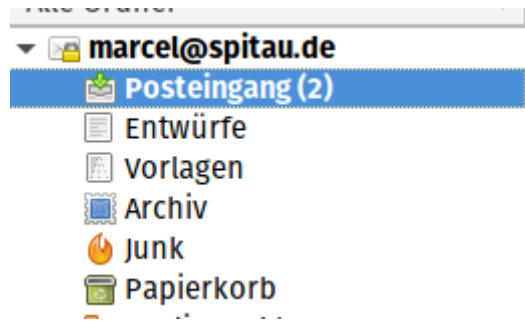 marcel@spitau.de
Posteingang (2)
Entwürfe
Vorlagen
Archiv
Junk
Papierkorb